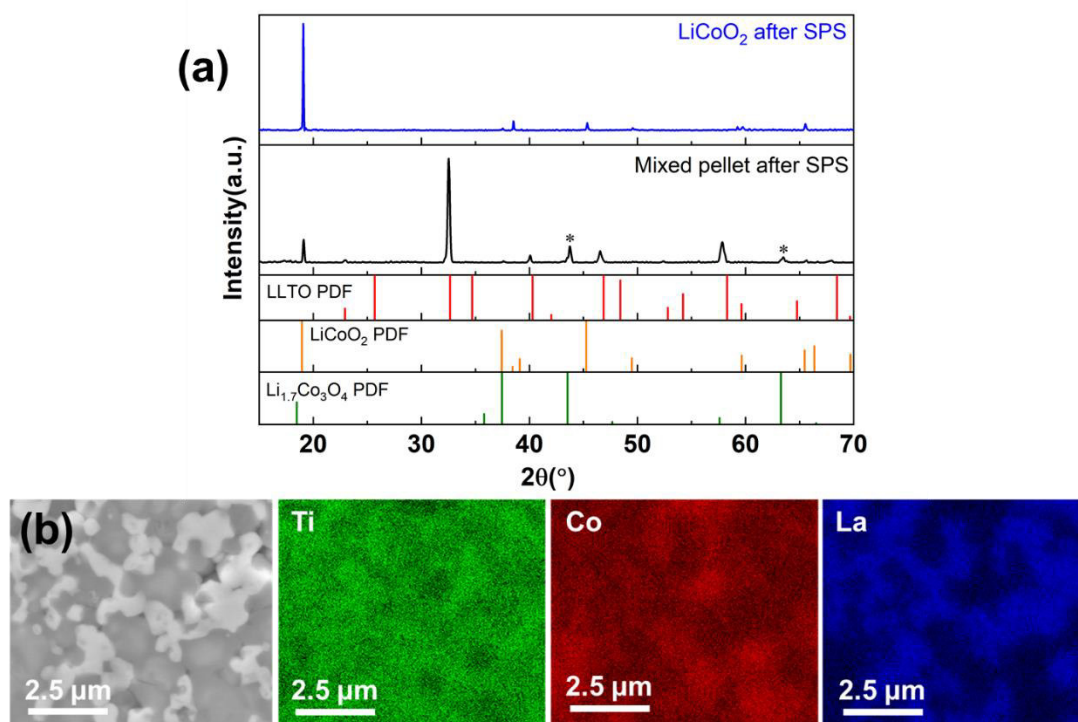 (a)
LiCoO₂ after SPS
Mixed pellet after SPS
* *
LLTO PDF
LiCoO₂ PDF
Li₁.₇Co₃O₄ PDF
Intensity(a.u.)
20 30 40 50 60 70
2θ(°)
(b)
Ti
Co
La
2.5 µm
2.5 µm
2.5 µm
2.5 µm